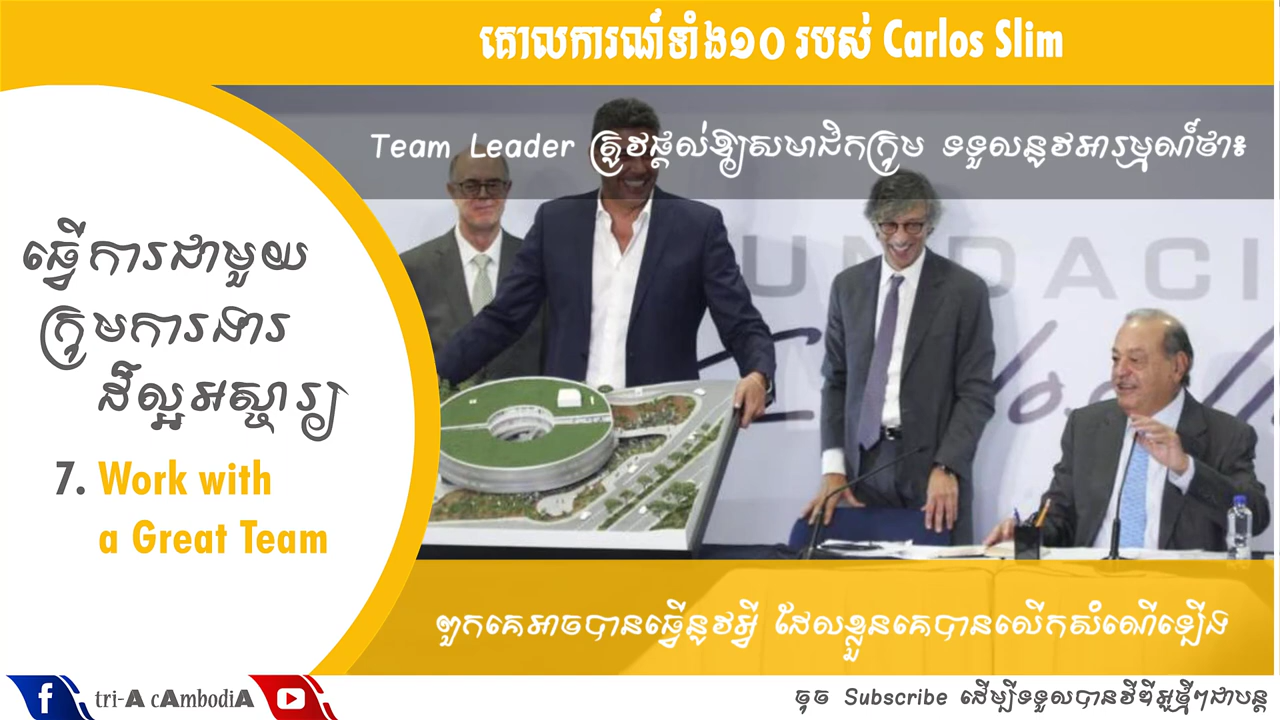 គោលការណ៍ទាំង១០ របស់ Carlos Slim
Team Leader ត្រូវផ្តល់ឱ្យសមាជិកក្រុម ទទួលនូវអារម្មណ៍ថា៖
ធ្វើការជាមួយ
ក្រុមការងារ
ដ៏ល្អអស្ចារ្យ
7. Work with
a Great Team
UNDACI
ពួកគេអាចបានធ្វើនូវអ្វី ដែលខ្លួនគេបានលើកសំណើឡើង
tri-A cAmbodiA
ចុច Subscribe ដើម្បីទទួលបានវីឌីអូថ្មីៗជាបន្ត